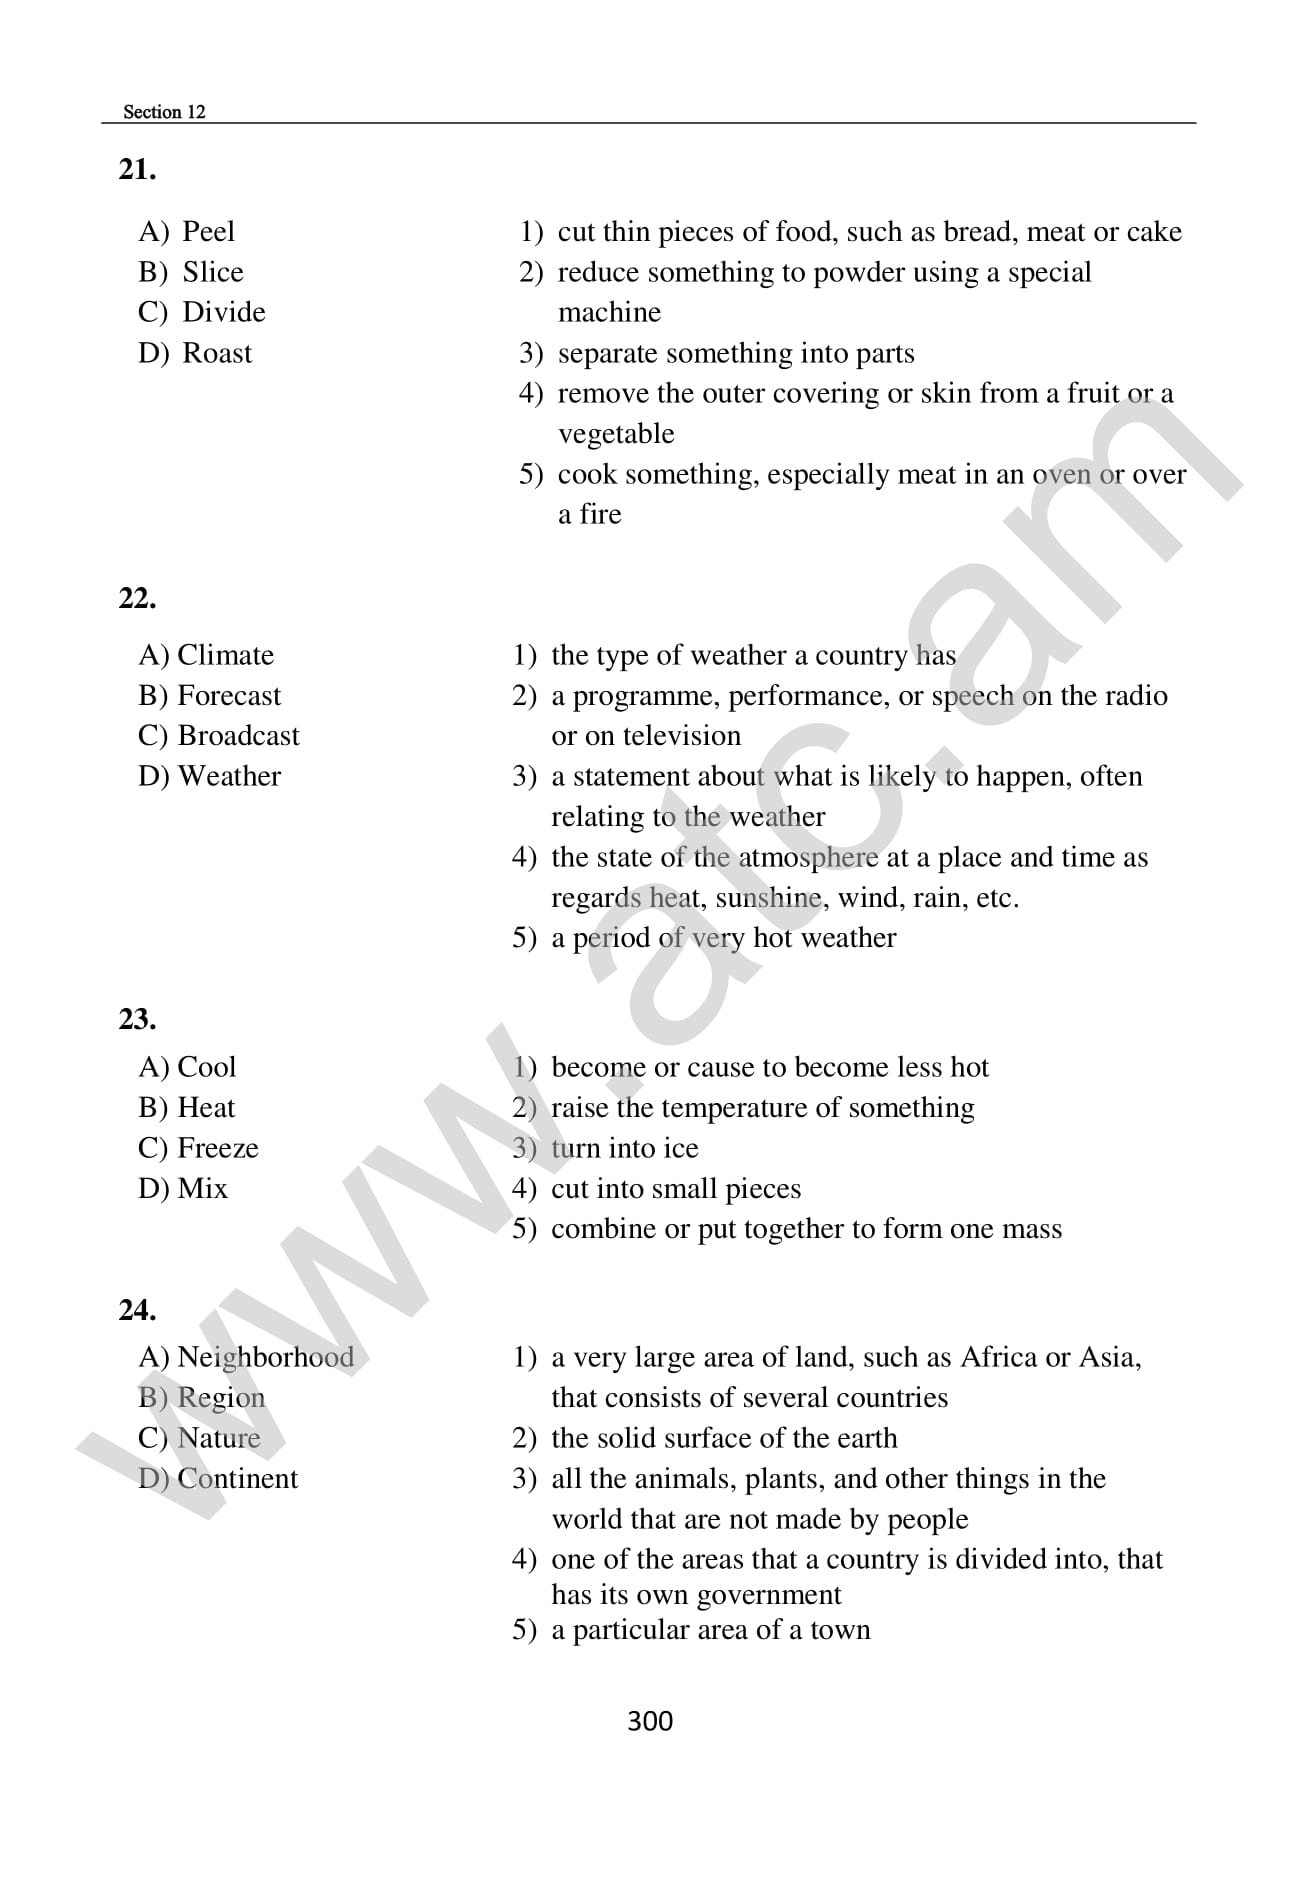 Section 12
21.
A) Peel
B) Slice
C) Divide
D) Roast
1) cut thin pieces of food, such as bread, meat or cake
2) reduce something to powder using a special
machine
3) separate something into parts
4) remove the outer covering or skin from a fruit or a
vegetable
5) cook something, especially meat in an oven or over
a fire
22.
A) Climate
B) Forecast
C) Broadcast
D) Weather
1) the type of weather a country has
2) a programme, performance, or speech on the radio
or on television
3) a statement about what is likely to happen, often
relating to the weather
4) the state of the atmosphere at a place and time as
regards heat, sunshine, wind, rain, etc.
5) a period of very hot weather
23.
A) Cool
B) Heat
C) Freeze
D) Mix
1) become or cause to become less hot
2) raise the temperature of something
3) turn into ice
4) cut into small pieces
5) combine or put together to form one mass
24.
A) Neighborhood
B) Region
C) Nature
D) Continent
1) a very large area of land, such as Africa or Asia,
that consists of several countries
2) the solid surface of the earth
3) all the animals, plants, and other things in the
world that are not made by people
4) one of the areas that a country is divided into, that
has its own government
5) a particular area of a town
300
www.atc.am